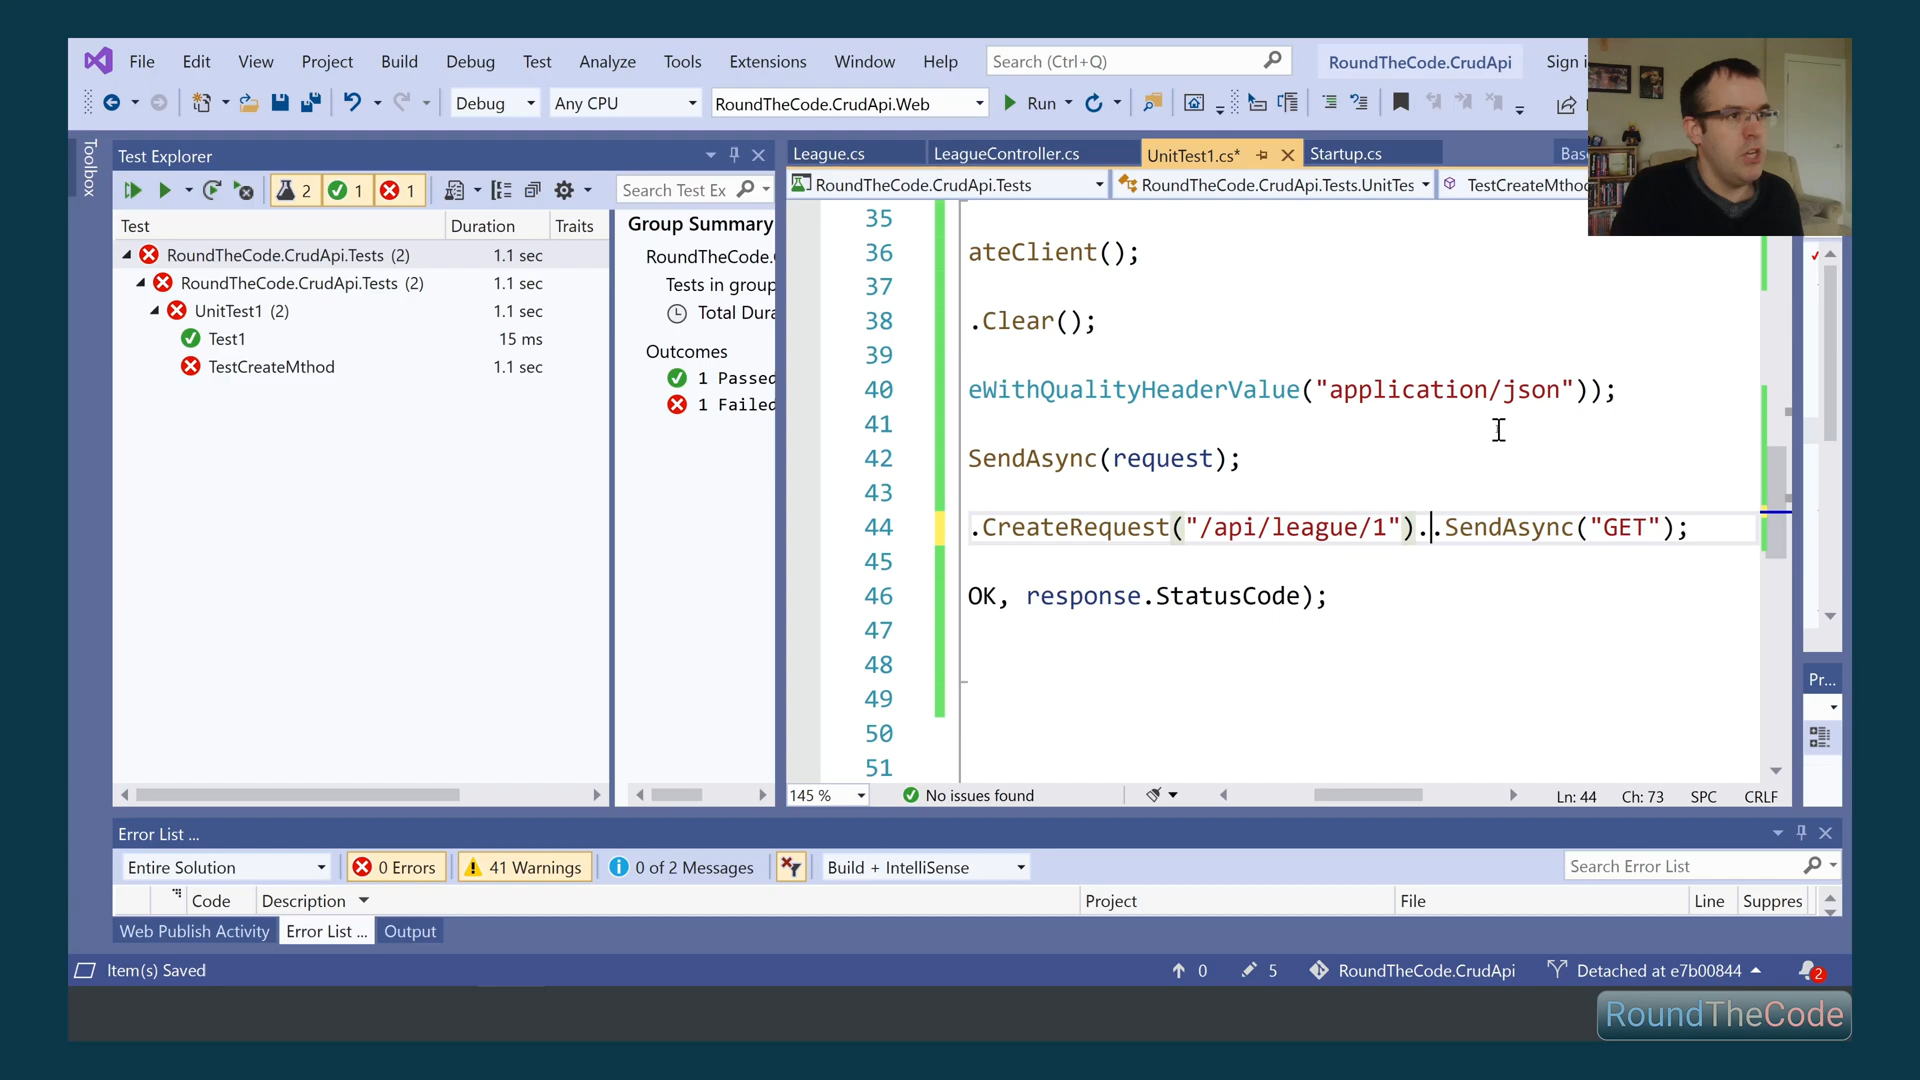 File Edit View Project Build Debug Test Analyze Tools Extensions Window Help Search (Ctrl+Q) RoundTheCode.CrudApi Sign i
Debug Any CPU RoundTheCode.CrudApi.Web Run
Toolbox
Test Explorer
2 1 1 Search Test Ex
Test Duration Traits
RoundTheCode.CrudApi.Tests (2) 1.1 sec
RoundTheCode.CrudApi.Tests (2) 1.1 sec
UnitTest1 (2) 1.1 sec
Test1 15 ms
TestCreateMthod 1.1 sec
Group Summary
RoundTheCode.
Tests in group
Total Dura
Outcomes
1 Passed
1 Failed
League.cs LeagueController.cs UnitTest1.cs* Startup.cs Bas
RoundTheCode.CrudApi.Tests RoundTheCode.CrudApi.Tests.UnitTes TestCreateMthod
35
36 ateClient();
37
38 .Clear();
39
40 eWithQualityHeaderValue("application/json"));
41
42 SendAsync(request);
43
44 .CreateRequest("/api/league/1")..SendAsync("GET");
45
46 OK, response.StatusCode);
47
48
49
50
51
145 % No issues found Ln: 44 Ch: 73 SPC CRLF
Pr...
Error List ...
Entire Solution 0 Errors 41 Warnings 0 of 2 Messages Build + IntelliSense Search Error List
Code Description Project File Line Suppres
Web Publish Activity Error List ... Output
Item(s) Saved 0 5 RoundTheCode.CrudApi Detached at e7b00844 2
RoundTheCode